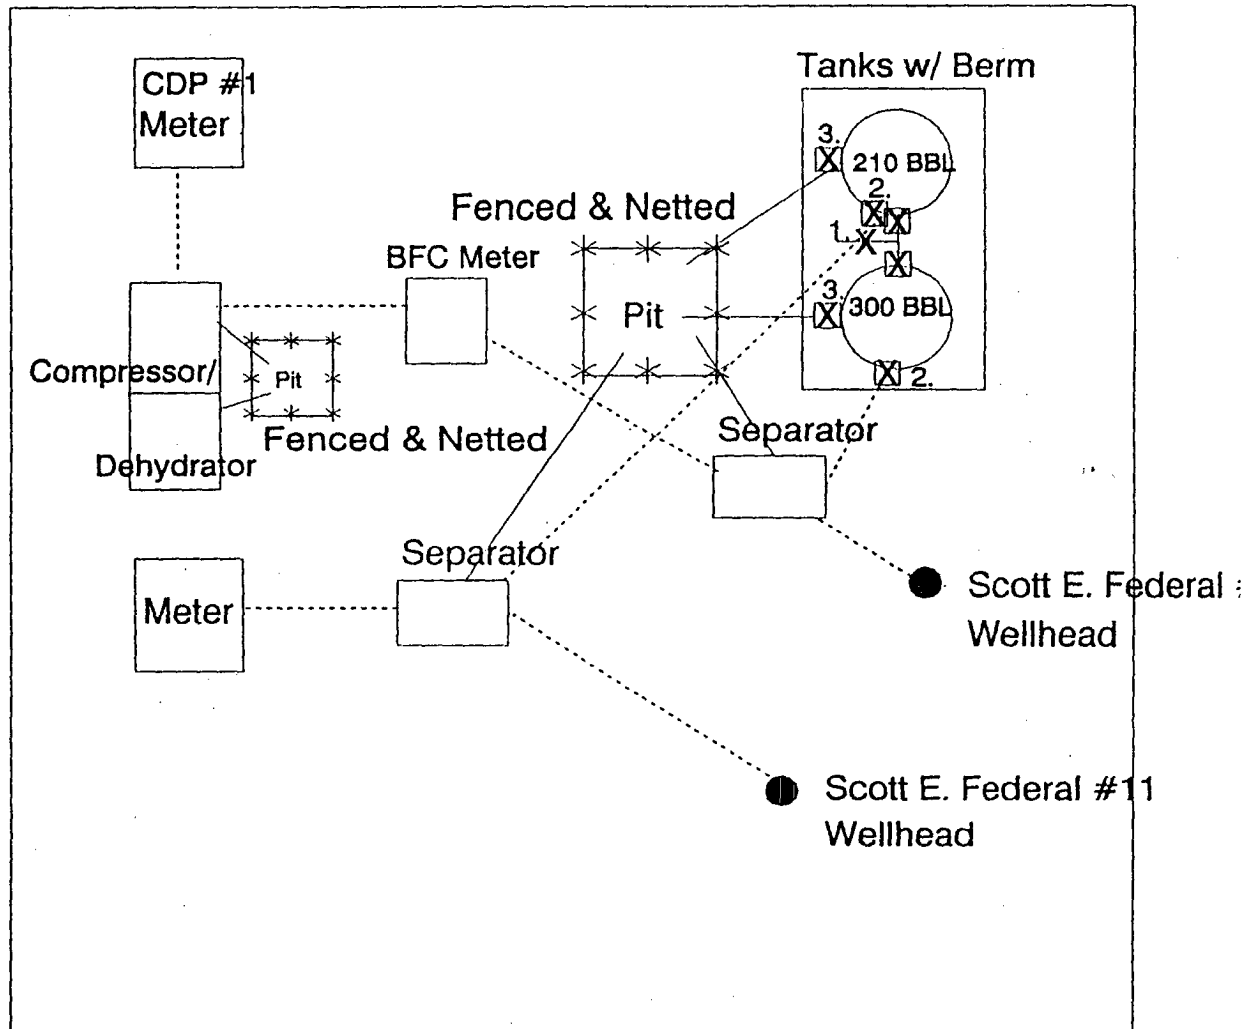 CDP #1
Meter
Tanks w/ Berm
3.
210 BBL
2.
Fenced & Netted
1.
BFC Meter
3.
300 BBL
Pit
Compressor/
Pit
2.
Separator
Fenced & Netted
Dehydrator
Separator
Scott E. Federal #
Wellhead
Meter
Scott E. Federal #11
Wellhead